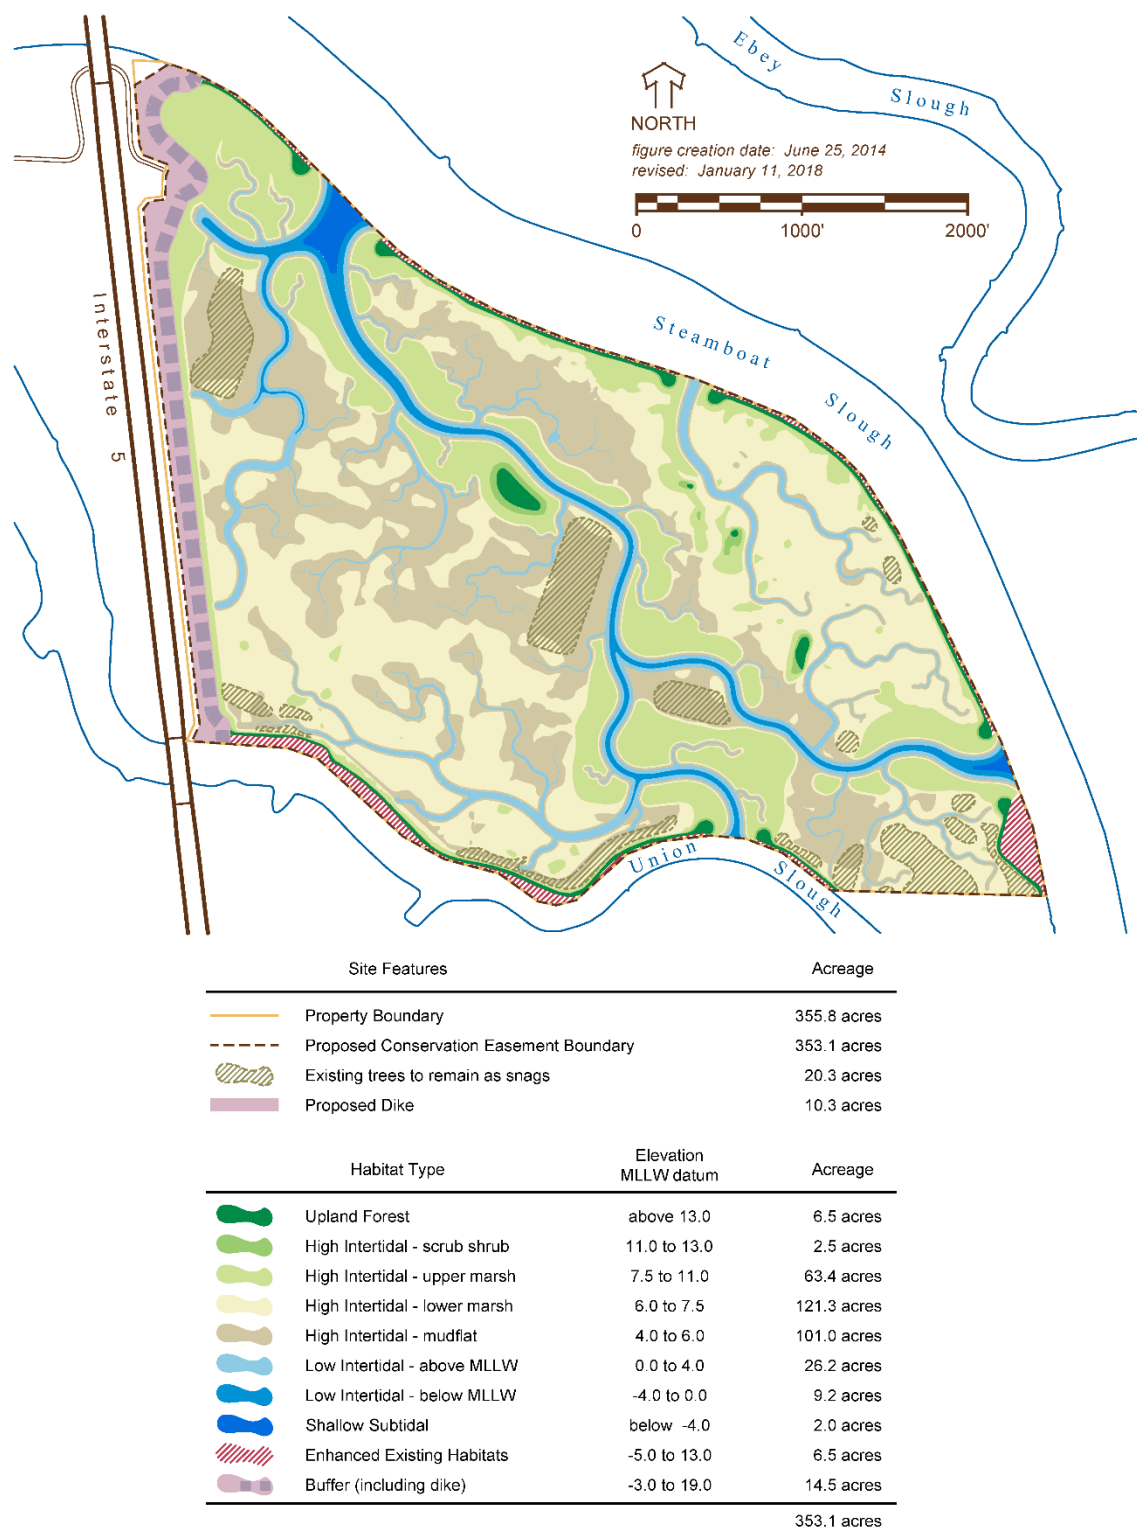 Ebey
Slough
NORTH
figure creation date: June 25, 2014
revised: January 11, 2018
0 1000' 2000'
Interstate 5
Steamboat
Slough
Union
Slough
Site Features Acreage
Property Boundary 355.8 acres
Proposed Conservation Easement Boundary 353.1 acres
Existing trees to remain as snags 20.3 acres
Proposed Dike 10.3 acres
Habitat Type Elevation MLLW datum Acreage
Upland Forest above 13.0 6.5 acres
High Intertidal - scrub shrub 11.0 to 13.0 2.5 acres
High Intertidal - upper marsh 7.5 to 11.0 63.4 acres
High Intertidal - lower marsh 6.0 to 7.5 121.3 acres
High Intertidal - mudflat 4.0 to 6.0 101.0 acres
Low Intertidal - above MLLW 0.0 to 4.0 26.2 acres
Low Intertidal - below MLLW -4.0 to 0.0 9.2 acres
Shallow Subtidal below -4.0 2.0 acres
Enhanced Existing Habitats -5.0 to 13.0 6.5 acres
Buffer (including dike) -3.0 to 19.0 14.5 acres
353.1 acres